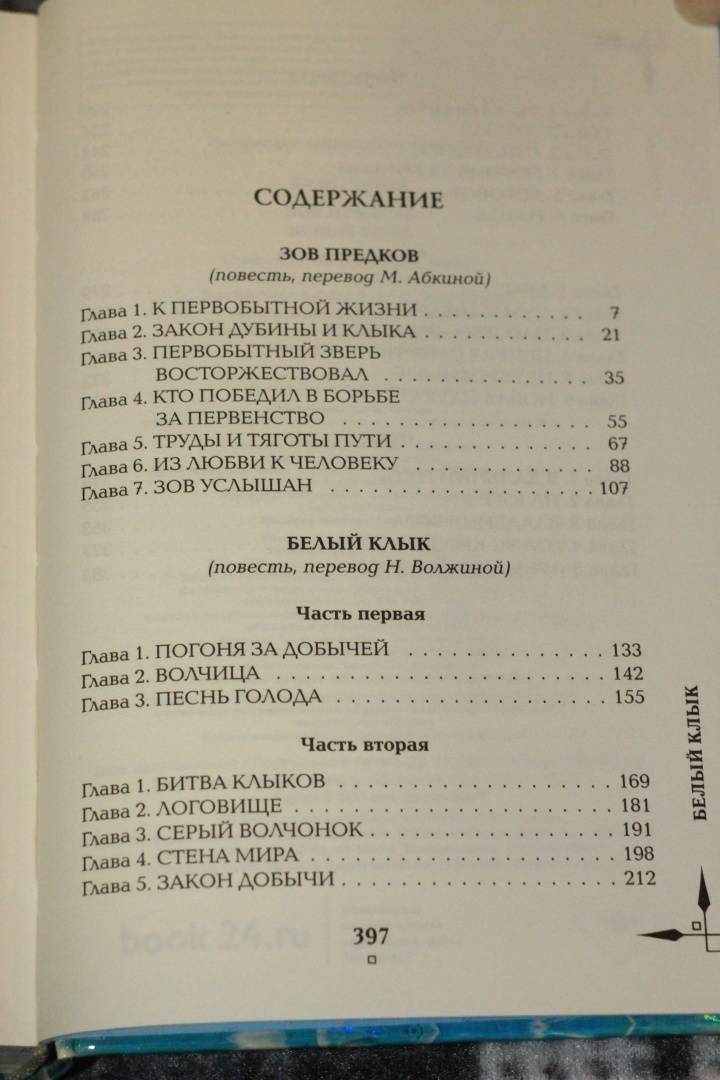 СОДЕРЖАНИЕ
ЗОВ ПРЕДКОВ
(повесть, перевод М. Абкиной)
Глава 1. К ПЕРВОБЫТНОЙ ЖИЗНИ . . . . . . . . . . . . 7
Глава 2. ЗАКОН ДУБИНЫ И КЛЫКА . . . . . . . . . . . . 21
Глава 3. ПЕРВОБЫТНЫЙ ЗВЕРЬ
ВОСТОРЖЕСТВОВАЛ . . . . . . . . . . . . . . 35
Глава 4. КТО ПОБЕДИЛ В БОРЬБЕ
ЗА ПЕРВЕНСТВО . . . . . . . . . . . . . . . . . 55
Глава 5. ТРУДЫ И ТЯГОТЫ ПУТИ . . . . . . . . . . . . . 67
Глава 6. ИЗ ЛЮБВИ К ЧЕЛОВЕКУ . . . . . . . . . . . . 88
Глава 7. ЗОВ УСЛЫШАН . . . . . . . . . . . . . . . . . . 107
БЕЛЫЙ КЛЫК
(повесть, перевод Н. Волжиной)
Часть первая
Глава 1. ПОГОНЯ ЗА ДОБЫЧЕЙ . . . . . . . . . . . . . 133
Глава 2. ВОЛЧИЦА . . . . . . . . . . . . . . . . . . . . . . 142
Глава 3. ПЕСНЬ ГОЛОДА . . . . . . . . . . . . . . . . . . 155
Часть вторая
Глава 1. БИТВА КЛЫКОВ . . . . . . . . . . . . . . . . . . 169
Глава 2. ЛОГОВИЩЕ . . . . . . . . . . . . . . . . . . . . . 181
Глава 3. СЕРЫЙ ВОЛЧОНОК . . . . . . . . . . . . . . . . 191
Глава 4. СТЕНА МИРА . . . . . . . . . . . . . . . . . . . . 198
Глава 5. ЗАКОН ДОБЫЧИ . . . . . . . . . . . . . . . . . . 212
397
БЕЛЫЙ КЛЫК
book24.ru